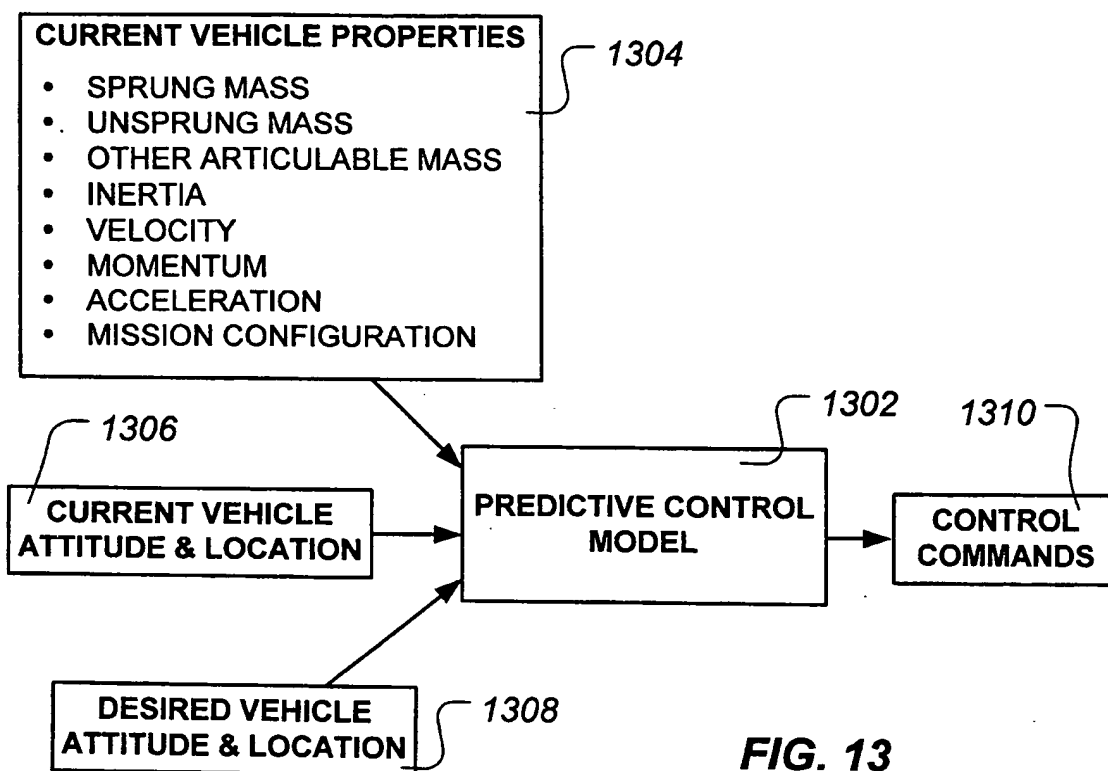 CURRENT VEHICLE PROPERTIES
• SPRUNG MASS
• UNSPRUNG MASS
• OTHER ARTICULABLE MASS
• INERTIA
• VELOCITY
• MOMENTUM
• ACCELERATION
• MISSION CONFIGURATION
1304
1306
CURRENT VEHICLE
ATTITUDE & LOCATION
1302
PREDICTIVE CONTROL
MODEL
1310
CONTROL
COMMANDS
DESIRED VEHICLE
ATTITUDE & LOCATION
1308
FIG. 13